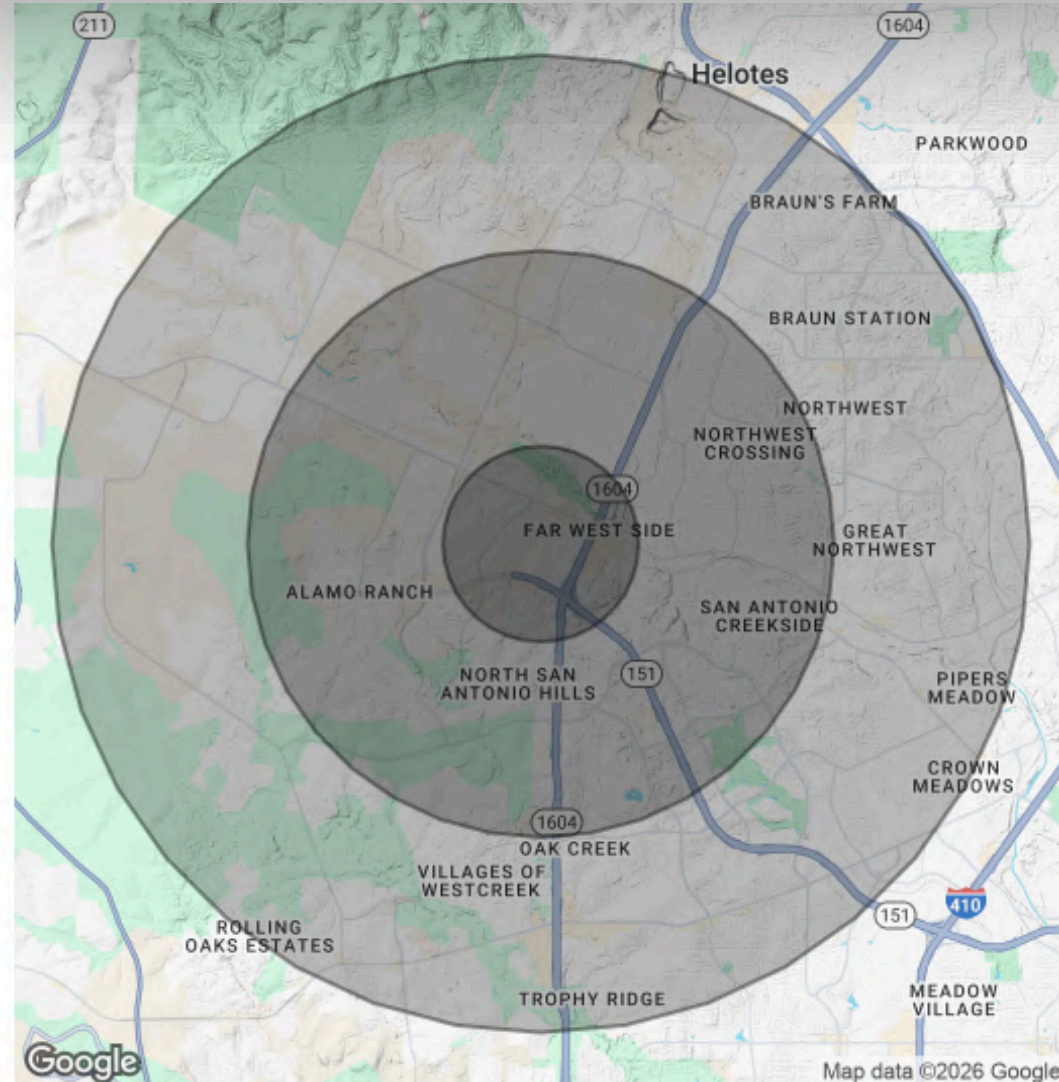 211
1604
Helotes
PARKWOOD
BRAUN'S FARM
BRAUN STATION
NORTHWEST
NORTHWEST
CROSSING
1604
FAR WEST SIDE
GREAT
NORTHWEST
ALAMO RANCH
SAN ANTONIO
CREEKSIDE
NORTH SAN
ANTONIO HILLS
151
PIPERS
MEADOW
CROWN
MEADOWS
1604
OAK CREEK
VILLAGES OF
WESTCREEK
410
151
ROLLING
OAKS ESTATES
TROPHY RIDGE
MEADOW
VILLAGE
Google
Map data ©2026 Google